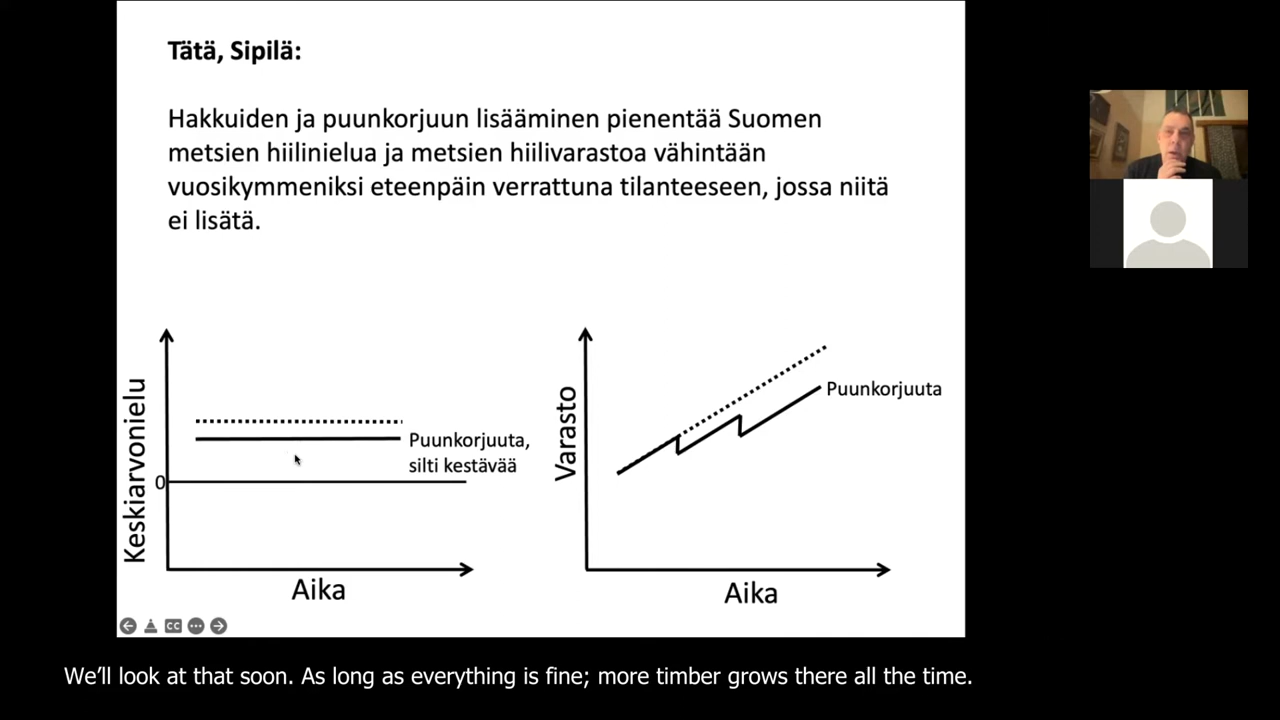 Tätä, Sipilä:
Hakkuiden ja puunkorjuun lisääminen pienentää Suomen
metsien hiilinielua ja metsien hiilivarastoa vähintään
vuosikymmeniksi eteenpäin verrattuna tilanteeseen, jossa niitä
ei lisätä.
Keskiarvonielu
0
Puunkorjuuta,
silti kestävää
Aika
Varasto
Puunkorjuuta
Aika
CC
We'll look at that soon. As long as everything is fine; more timber grows there all the time.